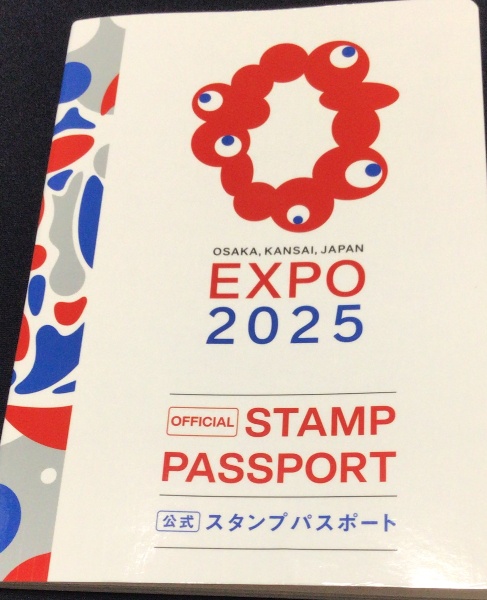 OSAKA, KANSAI, JAPAN
EXPO
2025
OFFICIAL STAMP
PASSPORT
公式 スタンプパスポート